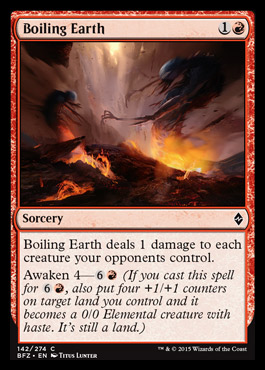 Boiling Earth 1
Sorcery
Boiling Earth deals 1 damage to each
creature your opponents control.
Awaken 4—6 (If you cast this spell
for 6 , also put four +1/+1 counters
on target land you control and it
becomes a 0/0 Elemental creature with
haste. It's still a land.)
142/274 C
BFZ • EN Titus Lunter
™ & © 2015 Wizards of the Coast